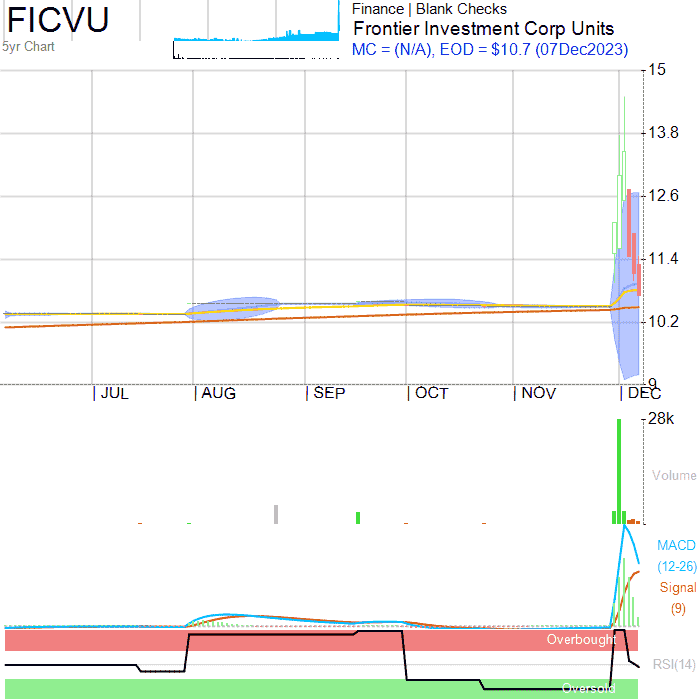 FICVU
5yr Chart
Finance | Blank Checks
Frontier Investment Corp Units
MC = (N/A), EOD = $10.7 (07Dec2023)
15
13.8
12.6
11.4
10.2
9
JUL
AUG
SEP
OCT
NOV
DEC
28k
Volume
MACD
(12-26)
Signal
(9)
Overbought
RSI(14)
Oversold